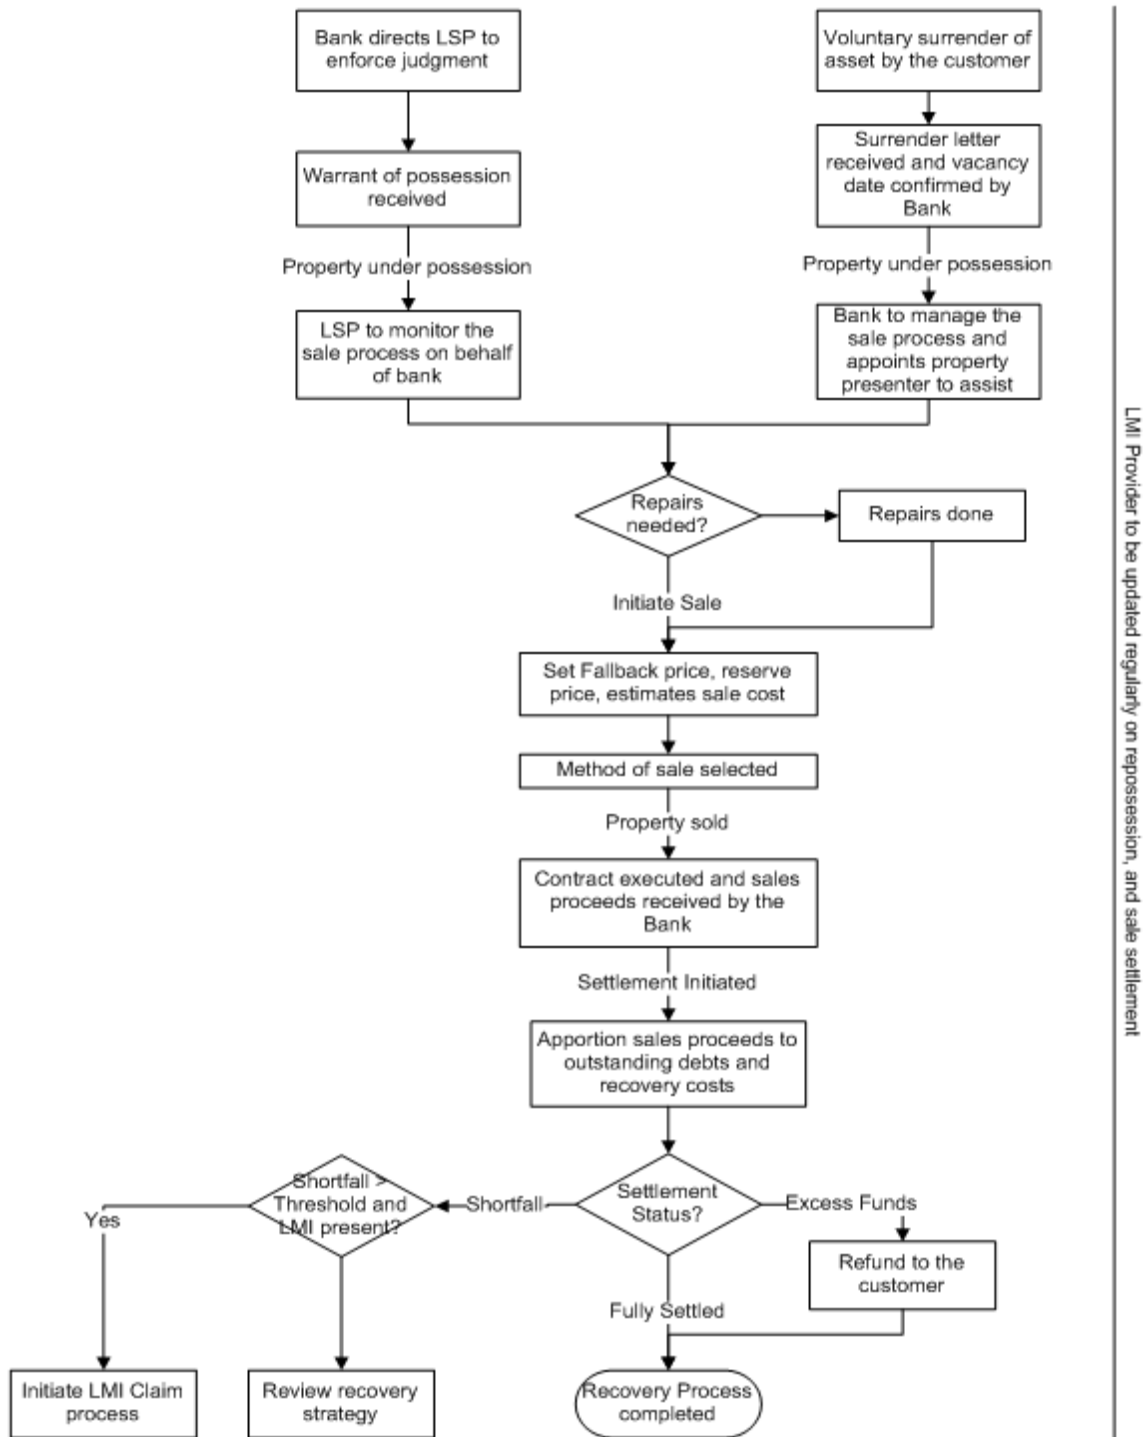 Bank directs LSP to
enforce judgment
Voluntary surrender of
asset by the customer
Warrant of possession
received
Surrender letter
received and vacancy
date confirmed by
Bank
Property under possession
Property under possession
LSP to monitor the
sale process on behalf
of bank
Bank to manage the
sale process and
appoints property
presenter to assist
Repairs
needed?
Repairs done
Initiate Sale
Set Fallback price, reserve
price, estimates sale cost
Method of sale selected
Property sold
Contract executed and sales
proceeds received by the
Bank
Settlement Initiated
Apportion sales proceeds to
outstanding debts and
recovery costs
Settlement
Status?
Shortfall
Excess Funds
Shortfall >
Threshold and
LMI present?
Yes
Refund to the
customer
Fully Settled
Initiate LMI Claim
process
Review recovery
strategy
Recovery Process
completed
LMI Provider to be updated regularly on repossession, and sale settlement